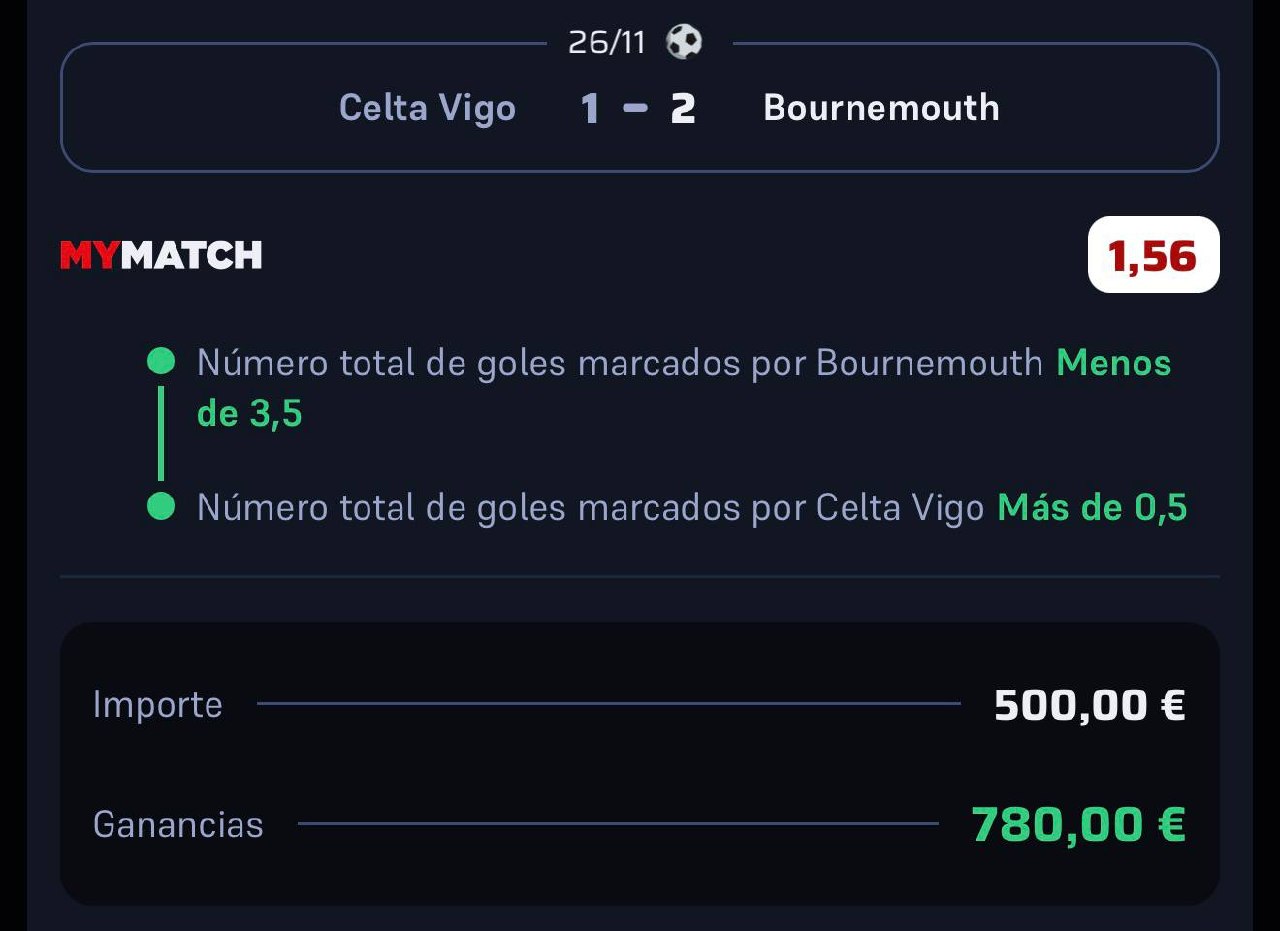 26/11
Celta Vigo 1 - 2 Bournemouth
MYMATCH 1,56
Número total de goles marcados por Bournemouth Menos
de 3,5
Número total de goles marcados por Celta Vigo Más de 0,5
Importe 500,00 €
Ganancias 780,00 €